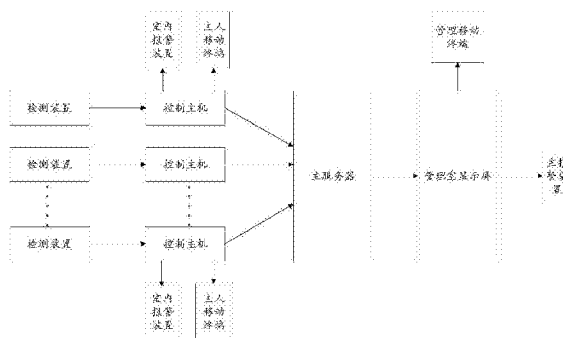 室内
报警
装置
主人
移动
终端
管理移动
终端
检测装置
控制主机
检测装置
控制主机
主服务器
管理室显示屏
检测装置
控制主机
室内
报警
装置
主人
移动
终端